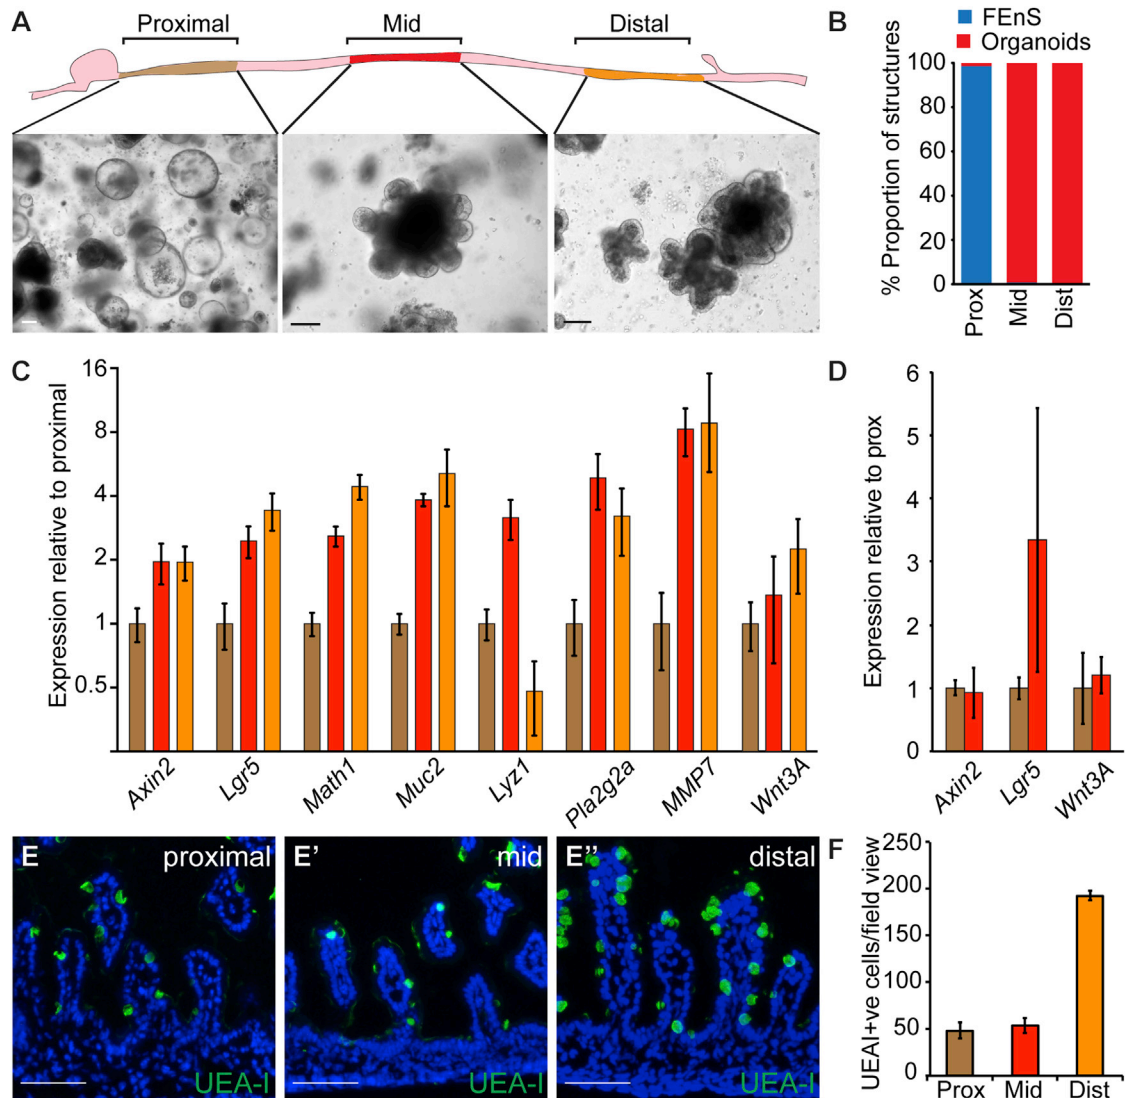 A
Proximal
Mid
Distal
B
FEnS
Organoids
% Proportion of structures
100
80
100
60
40
20
0
Prox
Mid
Dist
C
Expression relative to proximal
16
8
4
2
1
0.5
Axin2
Lgr5
Math1
Muc2
Lyz1
Pla2g2a
MMP7
Wnt3A
D
Expression relative to prox
6
5
4
3
2
1
0
Axin2
Lgr5
Wnt3A
E
proximal
UEA-I
E'
mid
UEA-I
E''
distal
UEA-I
F
UEAI+ve cells/field view
250
200
150
100
50
0
Prox
Mid
Dist